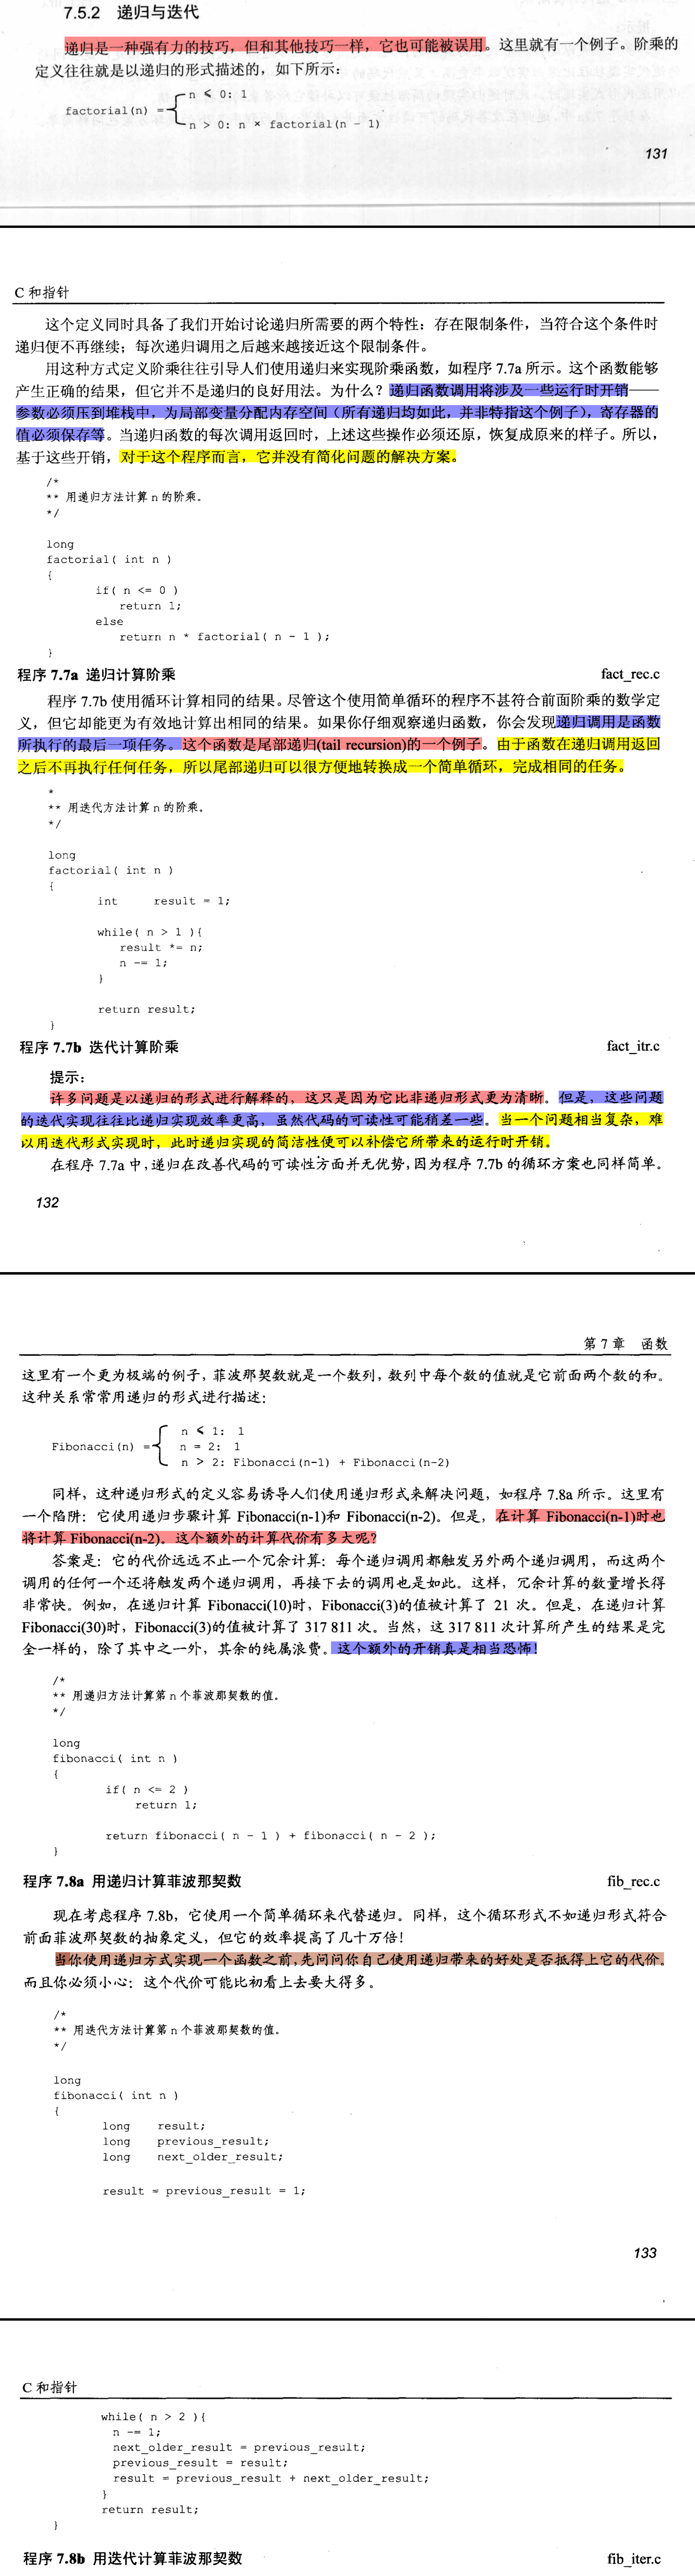 7.5.2 递归与迭代
递归是一种强有力的技巧，但和其他技巧一样，它也可能被误用。这里就有一个例子。阶乘的
定义往往就是以递归的形式描述的，如下所示：
factorial(n) =
n ⩽ 0: 1
n > 0: n × factorial(n - 1)
131
C 和指针
这个定义同时具备了我们开始讨论递归所需要的两个特性：存在限制条件，当符合这个条件时
递归便不再继续；每次递归调用之后越来越接近这个限制条件。
用这种方式定义阶乘往往引导人们使用递归来实现阶乘函数，如程序 7.7a 所示。这个函数能够
产生正确的结果，但它并不是递归的良好用法。为什么？递归函数调用将涉及一些运行时开销——
参数必须压到堆栈中，为局部变量分配内存空间（所有递归均如此，并非特指这个例子），寄存器的
值必须保存等。当递归函数的每次调用返回时，上述这些操作必须还原，恢复成原来的样子。所以，
基于这些开销，对于这个程序而言，它并没有简化问题的解决方案。
/*
** 用递归方法计算 n 的阶乘。
*/
long
factorial( int n )
{
if( n <= 0 )
return 1;
else
return n * factorial( n - 1 );
}
程序 7.7a 递归计算阶乘 fact_rec.c
程序 7.7b 使用循环计算相同的结果。尽管这个使用简单循环的程序不甚符合前面阶乘的数学定
义，但它却能更为有效地计算出相同的结果。如果你仔细观察递归函数，你会发现递归调用是函数
所执行的最后一项任务。这个函数是尾部递归(tail recursion)的一个例子。由于函数在递归调用返回
之后不再执行任何任务，所以尾部递归可以很方便地转换成一个简单循环，完成相同的任务。
*
** 用迭代方法计算 n 的阶乘。
*/
long
factorial( int n )
{
int result = 1;
while( n > 1 ){
result *= n;
n -= 1;
}
return result;
}
程序 7.7b 迭代计算阶乘 fact_itr.c
提示：
许多问题是以递归的形式进行解释的，这只是因为它比非递归形式更为清晰。但是，这些问题
的迭代实现往往比递归实现效率更高，虽然代码的可读性可能稍差一些。当一个问题相当复杂，难
以用迭代形式实现时，此时递归实现的简洁性便可以补偿它所带来的运行时开销。
在程序 7.7a 中，递归在改善代码的可读性方面并无优势，因为程序 7.7b 的循环方案也同样简单。
132
第 7 章 函数
这里有一个更为极端的例子，菲波那契数就是一个数列，数列中每个数的值就是它前面两个数的和。
这种关系常常用递归的形式进行描述：
Fibonacci(n) =
n ⩽ 1: 1
n = 2: 1
n > 2: Fibonacci(n-1) + Fibonacci(n-2)
同样，这种递归形式的定义容易诱导人们使用递归形式来解决问题，如程序 7.8a 所示。这里有
一个陷阱：它使用递归步骤计算 Fibonacci(n-1)和 Fibonacci(n-2)。但是，在计算 Fibonacci(n-1)时也
将计算 Fibonacci(n-2)。这个额外的计算代价有多大呢？
答案是：它的代价远远不止一个冗余计算：每个递归调用都触发另外两个递归调用，而这两个
调用的任何一个还将触发两个递归调用，再接下去的调用也是如此。这样，冗余计算的数量增长得
非常快。例如，在递归计算 Fibonacci(10)时，Fibonacci(3)的值被计算了 21 次。但是，在递归计算
Fibonacci(30)时，Fibonacci(3)的值被计算了 317 811 次。当然，这 317 811 次计算所产生的结果是完
全一样的，除了其中之一外，其余的纯属浪费。这个额外的开销真是相当恐怖！
/*
** 用递归方法计算第 n 个菲波那契数的值。
*/
long
fibonacci( int n )
{
if( n <= 2 )
return 1;
return fibonacci( n - 1 ) + fibonacci( n - 2 );
}
程序 7.8a 用递归计算菲波那契数 fib_rec.c
现在考虑程序 7.8b，它使用一个简单循环来代替递归。同样，这个循环形式不如递归形式符合
前面菲波那契数的抽象定义，但它的效率提高了几十万倍！
当你使用递归方式实现一个函数之前，先问问你自己使用递归带来的好处是否抵得上它的代价。
而且你必须小心：这个代价可能比初看上去要大得多。
/*
** 用迭代方法计算第 n 个菲波那契数的值。
*/
long
fibonacci( int n )
{
long result;
long previous_result;
long next_older_result;
result = previous_result = 1;
133
C 和指针
while( n > 2 ){
n -= 1;
next_older_result = previous_result;
previous_result = result;
result = previous_result + next_older_result;
}
return result;
}
程序 7.8b 用迭代计算菲波那契数 fib_iter.c